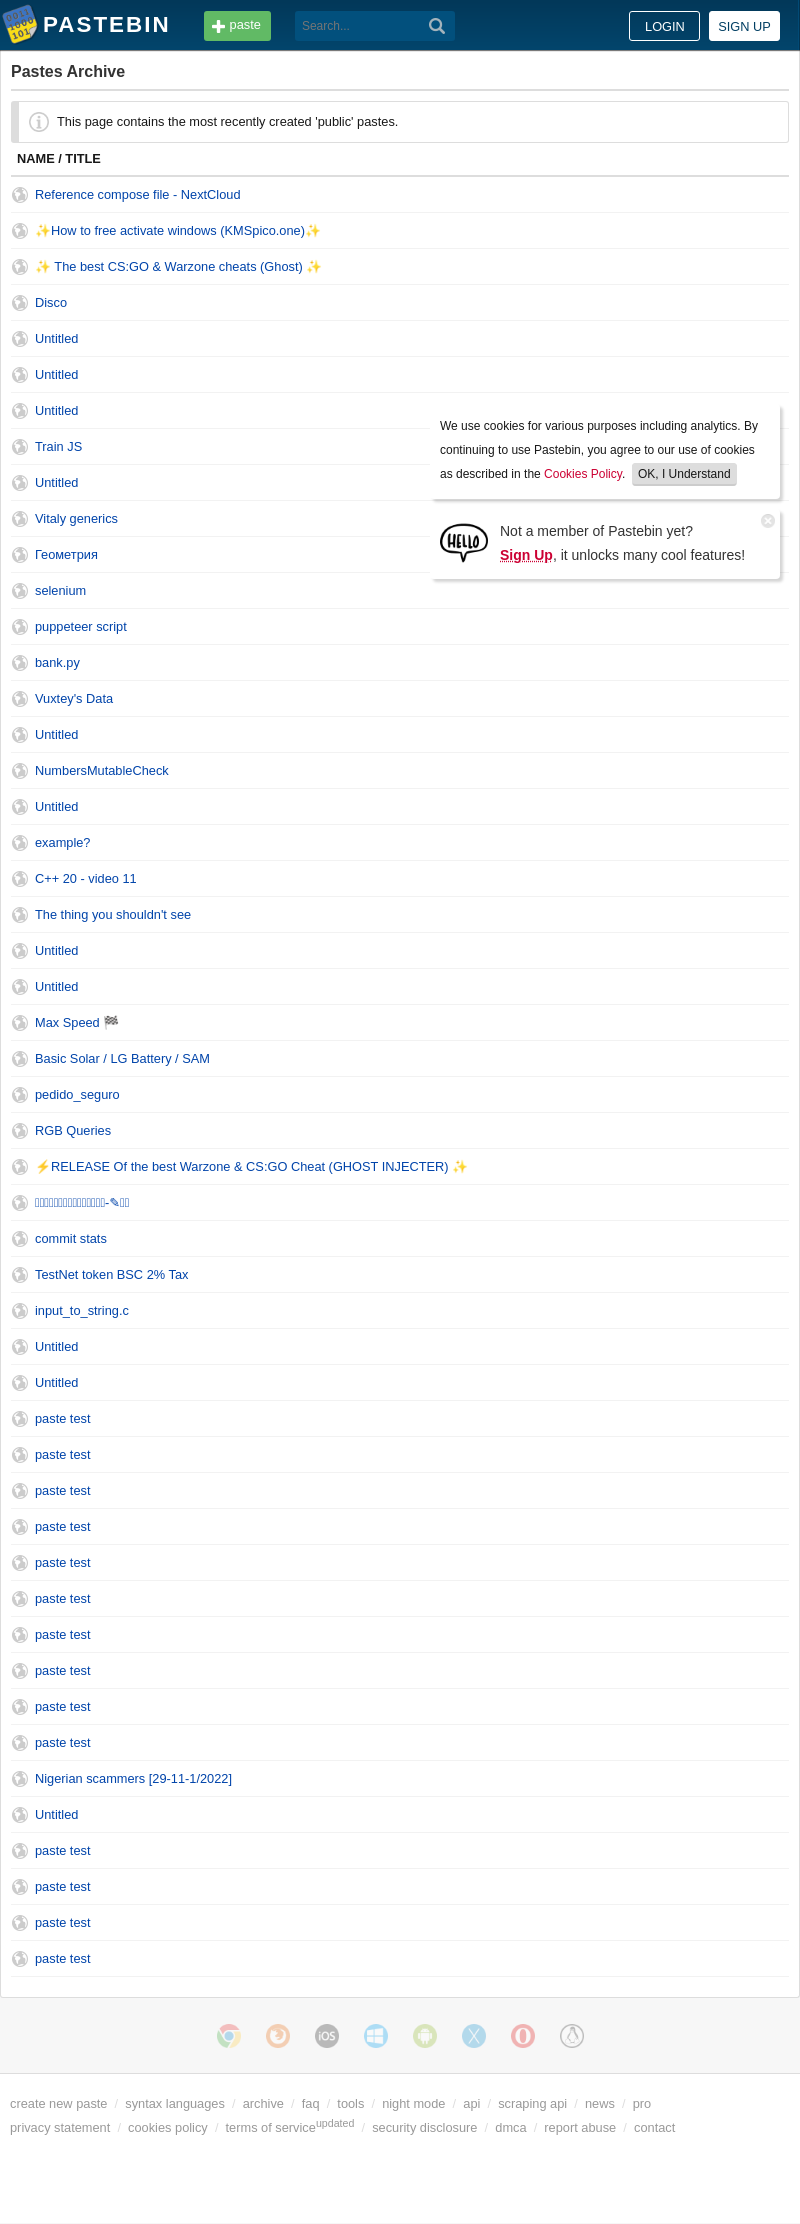 PASTEBIN
paste
Search...
LOGIN
SIGN UP
Pastes Archive
This page contains the most recently created 'public' pastes.
NAME / TITLE
Reference compose file - NextCloud
✨How to free activate windows (KMSpico.one)✨
✨ The best CS:GO & Warzone cheats (Ghost) ✨
Disco
Untitled
Untitled
Untitled
Train JS
Untitled
Vitaly generics
Геометрия
selenium
We use cookies for various purposes including analytics. By
continuing to use Pastebin, you agree to our use of cookies
as described in the Cookies Policy. OK, I Understand
HELLO
Not a member of Pastebin yet?
Sign Up, it unlocks many cool features!
puppeteer script
bank.py
Vuxtey's Data
Untitled
NumbersMutableCheck
Untitled
example?
C++ 20 - video 11
The thing you shouldn't see
Untitled
Untitled
Max Speed 🏁
Basic Solar / LG Battery / SAM
pedido_seguro
RGB Queries
⚡RELEASE Of the best Warzone & CS:GO Cheat (GHOST INJECTER) ✨
commit stats
TestNet token BSC 2% Tax
input_to_string.c
Untitled
Untitled
paste test
paste test
paste test
paste test
paste test
paste test
paste test
paste test
paste test
paste test
Nigerian scammers [29-11-1/2022]
Untitled
paste test
paste test
paste test
paste test
iOS
create new paste / syntax languages / archive / faq / tools / night mode / api / scraping api / news / pro
privacy statement / cookies policy / terms of service updated / security disclosure / dmca / report abuse / contact